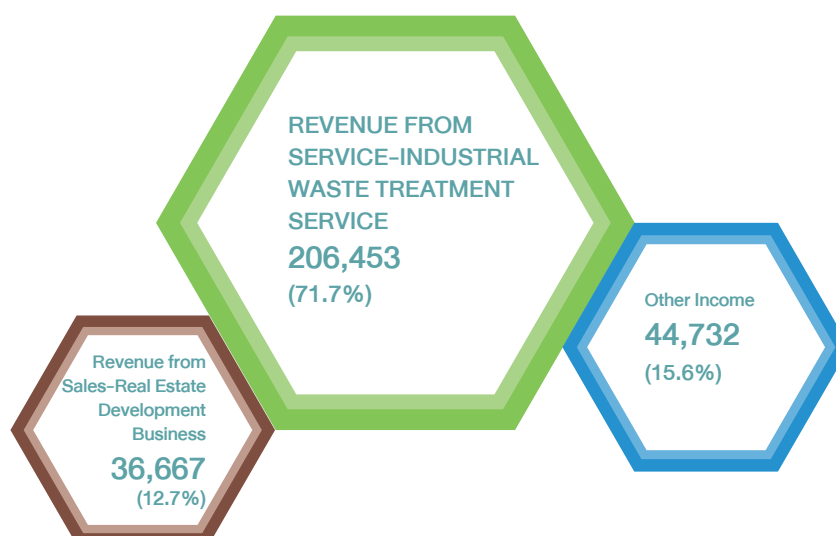 REVENUE FROM
SERVICE-INDUSTRIAL
WASTE TREATMENT
SERVICE
206,453
(71.7%)
Other Income
44,732
(15.6%)
Revenue from
Sales-Real Estate
Development
Business
36,667
(12.7%)